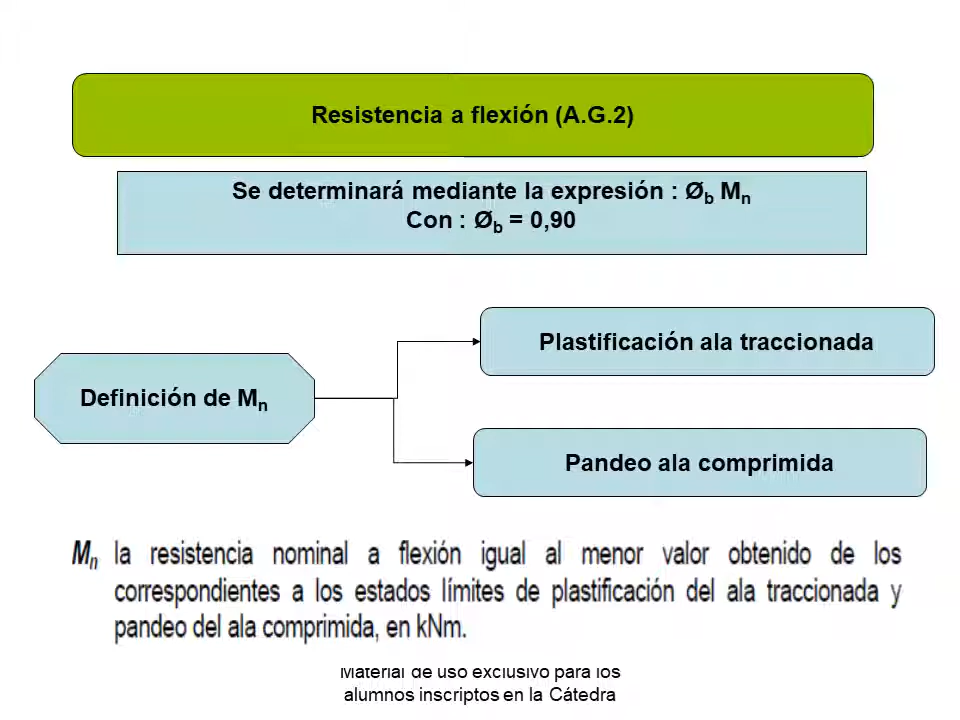 Resistencia a flexión (A.G.2)
Se determinará mediante la expresión : Øb Mn
Con : Øb = 0,90
Plastificación ala traccionada
Definición de Mn
Pandeo ala comprimida
Mn la resistencia nominal a flexión igual al menor valor obtenido de los
correspondientes a los estados límites de plastificación del ala traccionada y
pandeo del ala comprimida, en kNm.
Material de uso exclusivo para los
alumnos inscriptos en la Cátedra